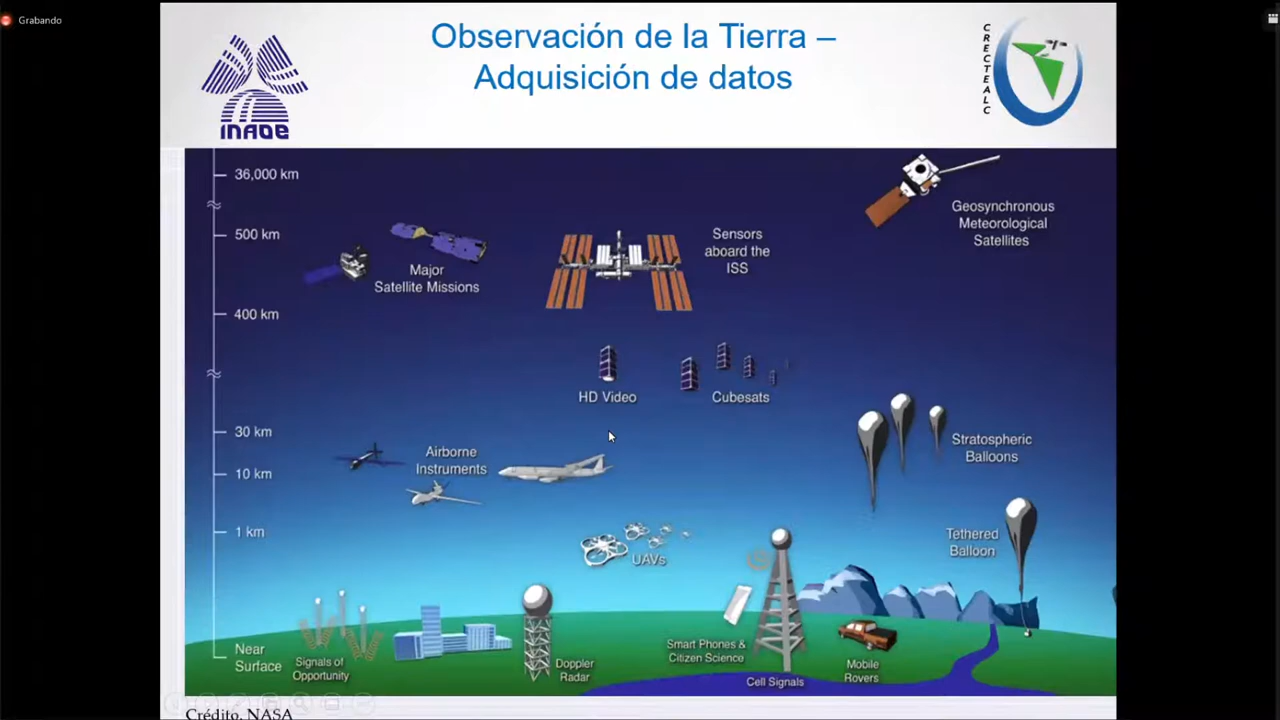 Grabando
Observación de la Tierra –
Adquisición de datos
INAOE
CRECTEALC
36,000 km
500 km
400 km
30 km
10 km
1 km
Near
Surface
Geosynchronous
Meteorological
Satellites
Sensors
aboard the
ISS
Major
Satellite Missions
HD Video
Cubesats
Stratospheric
Balloons
Airborne
Instruments
Tethered
Balloon
UAVs
Signals of
Opportunity
Doppler
Radar
Smart Phones &
Citizen Science
Cell Signals
Mobile
Rovers
Crédito, NASA